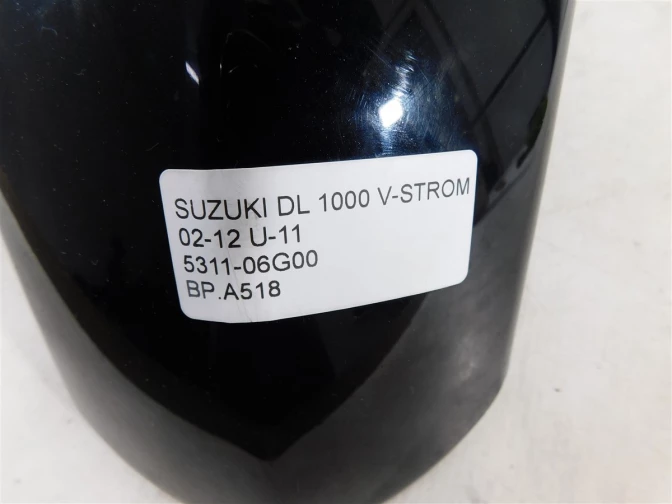 SUZUKI DL 1000 V-STROM
02-12 U-11
5311-06G00
BP.A518